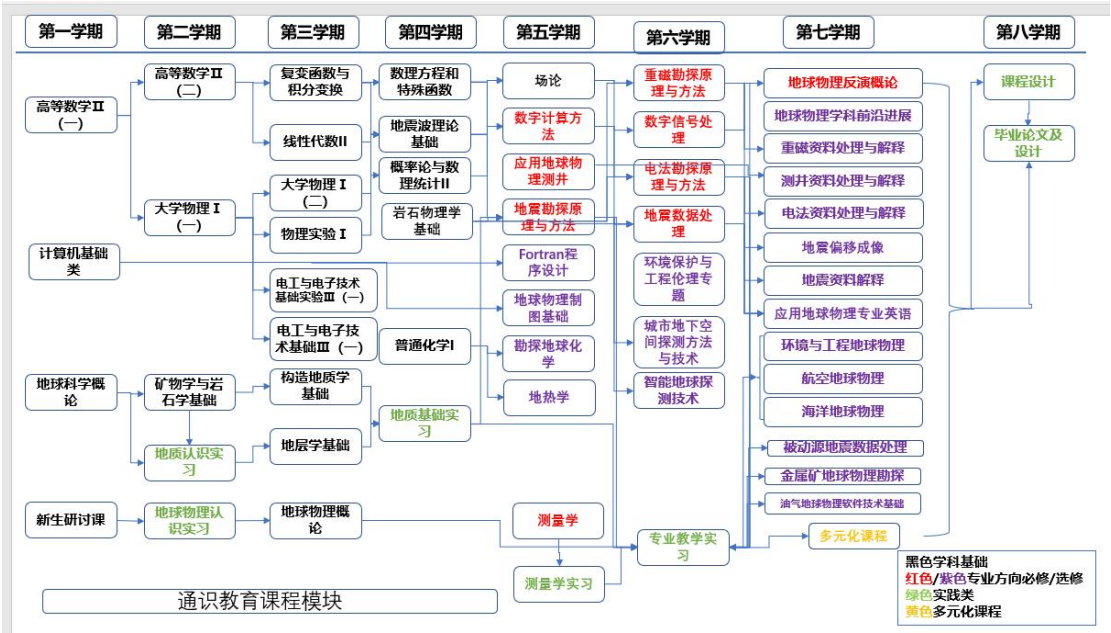 第一学期
第二学期
第三学期
第四学期
第五学期
第六学期
第七学期
第八学期
高等数学Ⅱ
(一)
计算机基础
类
地球科学概
论
新生研讨课
高等数学Ⅱ
(二)
大学物理Ⅰ
(一)
矿物学与岩
石学基础
地质认识实
习
地球物理认
识实习
复变函数与
积分变换
线性代数II
大学物理Ⅰ
(二)
物理实验Ⅰ
电工与电子技术
基础实验Ⅲ（一）
电工与电子技
术基础Ⅲ（一）
构造地质学
基础
地层学基础
地球物理概
论
数理方程和
特殊函数
地震波理论
基础
概率论与数
理统计II
岩石物理学
基础
普通化学I
地质基础实
习
场论
数字计算方
法
应用地球物
理测井
地震勘探原
理与方法
Fortran程
序设计
地球物理制
图基础
勘探地球化
学
地热学
测量学
测量学实习
重磁勘探原
理与方法
数字信号处
理
电法勘探原
理与方法
地震数据处
理
环境保护与
工程伦理专
题
城市地下空
间探测方法
与技术
智能地球探
测技术
专业教学实
习
地球物理反演概论
地球物理学科前沿进展
重磁资料处理与解释
测井资料处理与解释
电法资料处理与解释
地震偏移成像
地震资料解释
应用地球物理专业英语
环境与工程地球物理
航空地球物理
海洋地球物理
被动源地震数据处理
金属矿地球物理勘探
油气地球物理软件技术基础
多元化课程
课程设计
毕业论文及
设计
通识教育课程模块
黑色学科基础
红色/紫色专业方向必修/选修
绿色实践类
黄色多元化课程